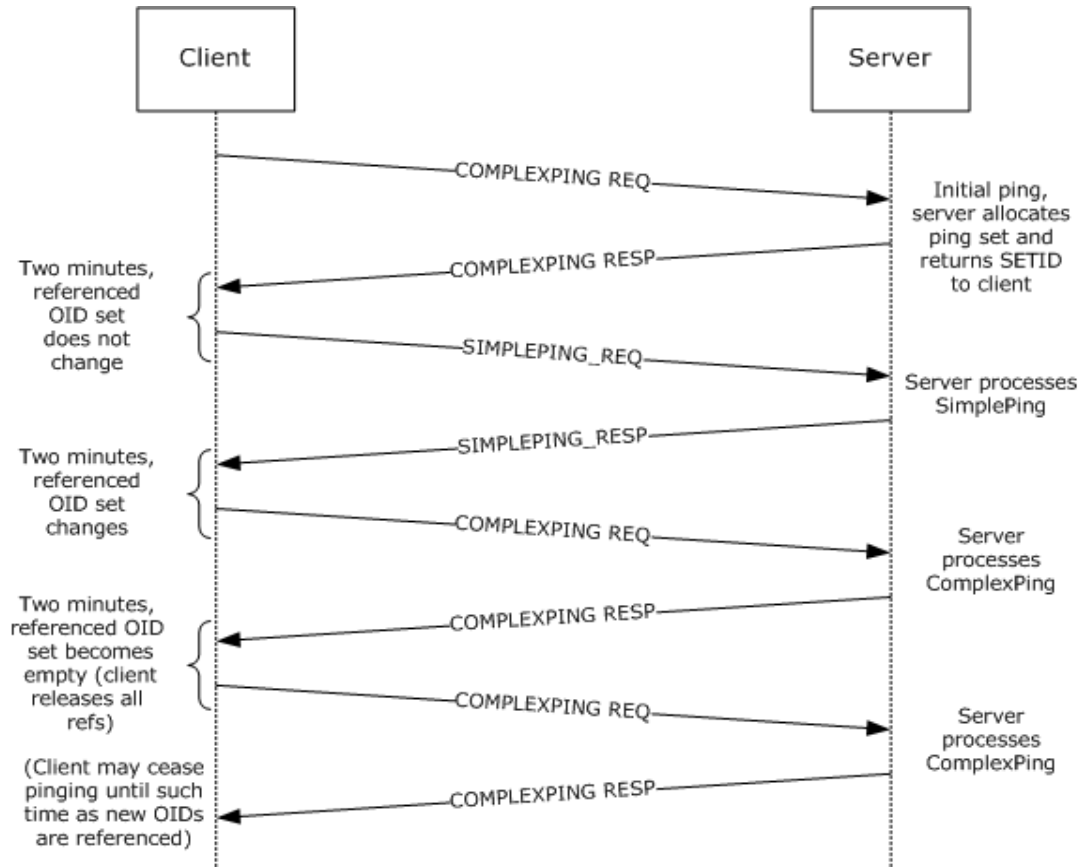 Client
Server
COMPLEXPING REQ
Initial ping,
server allocates
ping set and
returns SETID
to client
COMPLEXPING RESP
Two minutes,
referenced
OID set
does not
change
SIMPLEPING_REQ
Server processes
SimplePing
SIMPLEPING_RESP
Two minutes,
referenced
OID set
changes
COMPLEXPING REQ
Server
processes
ComplexPing
COMPLEXPING RESP
Two minutes,
referenced OID
set becomes
empty (client
releases all
refs)
COMPLEXPING REQ
Server
processes
ComplexPing
COMPLEXPING RESP
(Client may cease
pinging until such
time as new OIDs
are referenced)